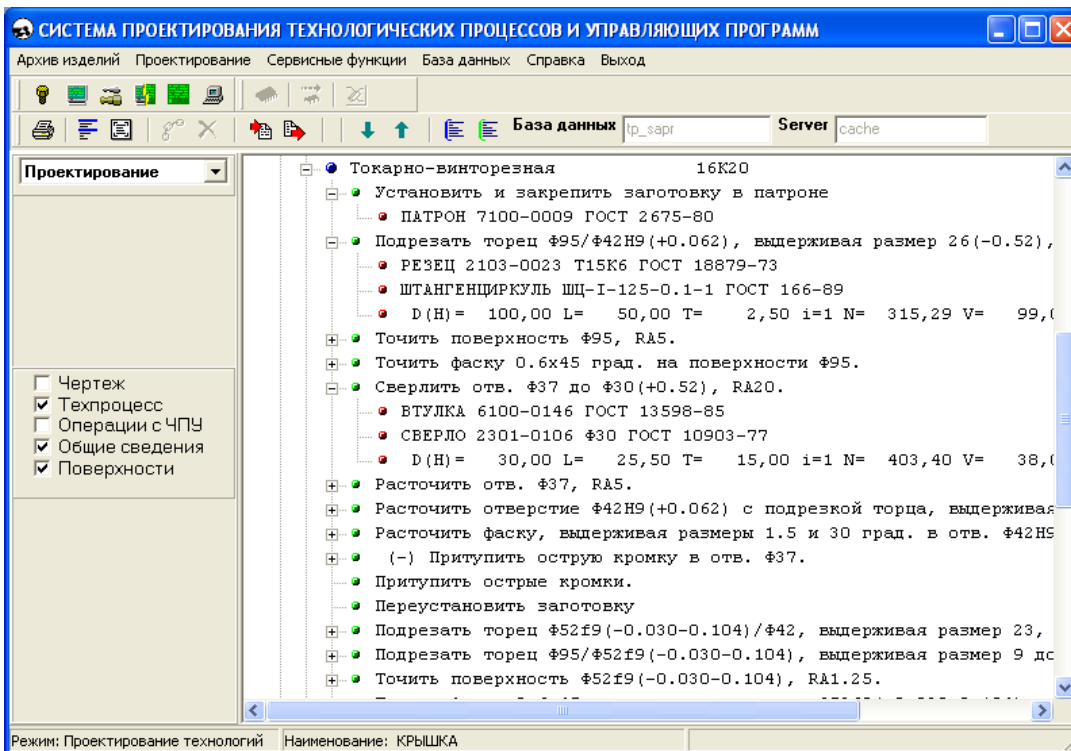 СИСТЕМА ПРОЕКТИРОВАНИЯ ТЕХНОЛОГИЧЕСКИХ ПРОЦЕССОВ И УПРАВЛЯЮЩИХ ПРОГРАММ
Архив изделий Проектирование Сервисные функции База данных Справка Выход
База данных tp_sapr Server cache
Проектирование
Чертеж
Техпроцесс
Операции с ЧПУ
Общие сведения
Поверхности
Токарно-винторезная 16К20
Установить и закрепить заготовку в патроне
ПАТРОН 7100-0009 ГОСТ 2675-80
Подрезать торец Ф95/Ф42Н9(+0.062), выдерживая размер 26(-0.52),
РЕЗЕЦ 2103-0023 Т15К6 ГОСТ 18879-73
ШТАНГЕНЦИРКУЛЬ ШЦ-I-125-0.1-1 ГОСТ 166-89
D(H)= 100,00 L= 50,00 T= 2,50 i=1 N= 315,29 V= 99,0
Точить поверхность Ф95, RA5.
Точить фаску 0.6х45 град. на поверхности Ф95.
Сверлить отв. Ф37 до Ф30(+0.52), RA20.
ВТУЛКА 6100-0146 ГОСТ 13598-85
СВЕРЛО 2301-0106 Ф30 ГОСТ 10903-77
D(H)= 30,00 L= 25,50 T= 15,00 i=1 N= 403,40 V= 38,0
Расточить отв. Ф37, RA5.
Расточить отверстие Ф42Н9(+0.062) с подрезкой торца, выдерживая
Расточить фаску, выдерживая размеры 1.5 и 30 град. в отв. Ф42Н9
(-) Притупить острую кромку в отв. Ф37.
Притупить острые кромки.
Переустановить заготовку
Подрезать торец Ф52f9(-0.030-0.104)/Ф42, выдерживая размер 23,
Подрезать торец Ф95/Ф52f9(-0.030-0.104), выдерживая размер 9 до
Точить поверхность Ф52f9(-0.030-0.104), RA1.25.
Режим: Проектирование технологий Наименование: КРЫШКА